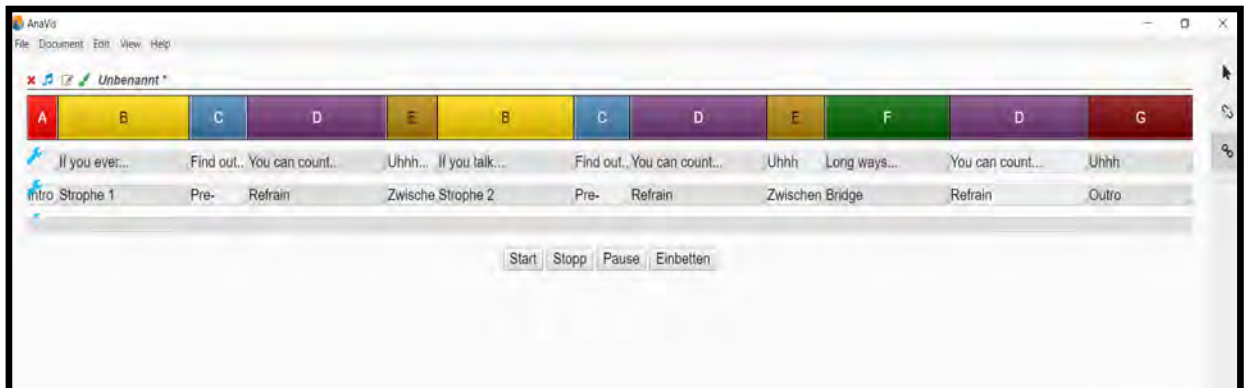 AnaVis
File Document Edit View Help
Unbenannt *
A B C D E B C D E F D G
If you ever... Find out.. You can count... Uhhh... If you talk.... Find out.. You can count... Uhhh Long ways... You can count.... Uhhh
Intro Strophe 1 Pre- Refrain Zwische Strophe 2 Pre- Refrain Zwischen Bridge Refrain Outro
Start Stopp Pause Einbetten